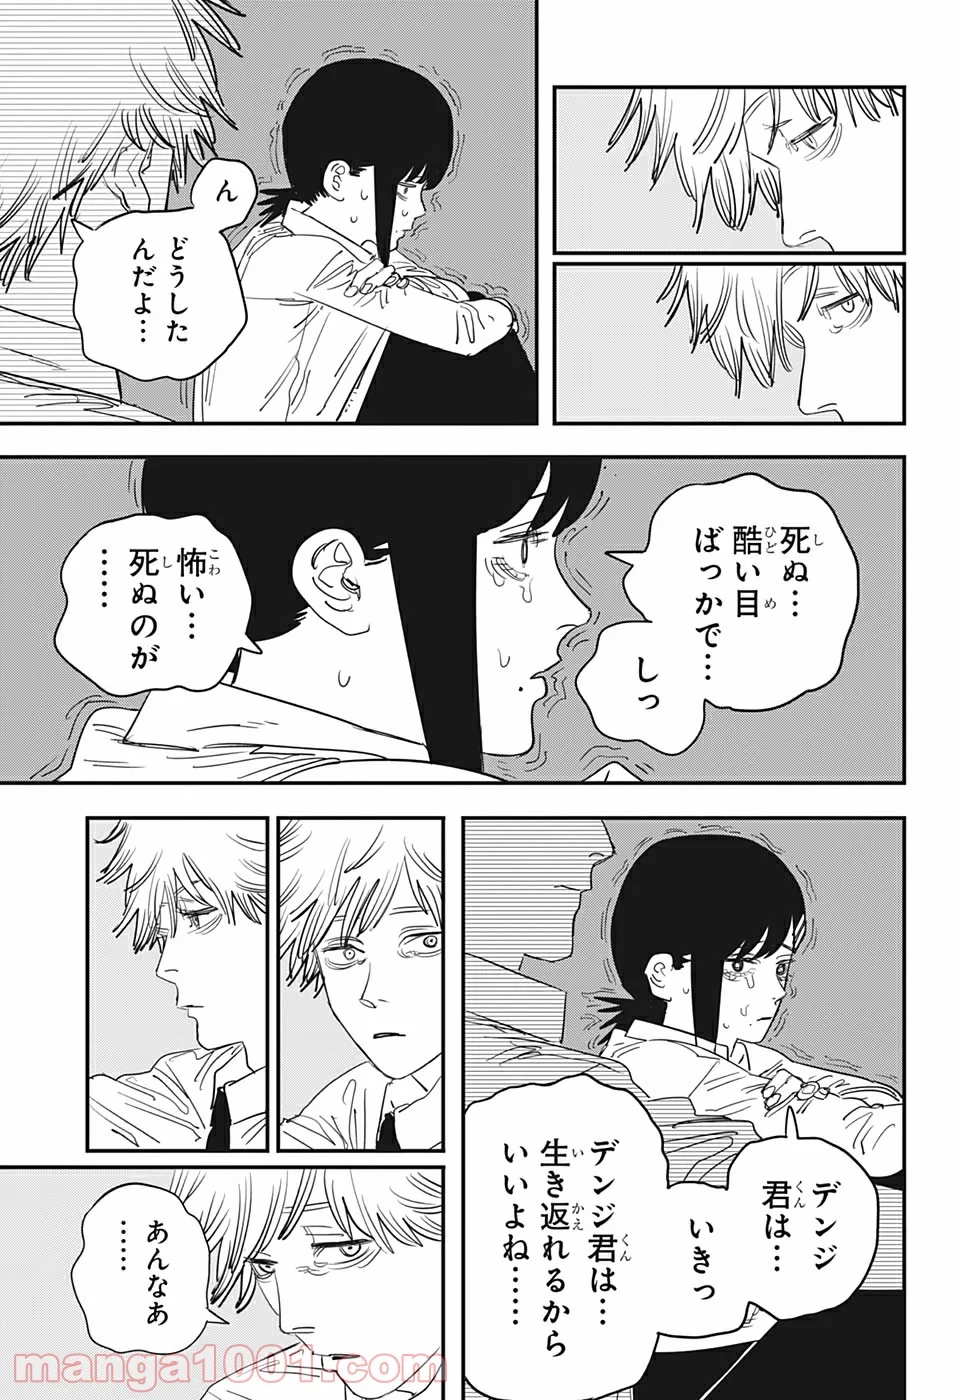 ん
どうした
んだよ…
死ぬ…
酷い目
ばっかで…
しっ
怖い…
死ぬのが
……
デンジ
君は…
いきっ
デンジ君は…
生き返れるから
いいよね………
あんなあ
……
manga1001.com